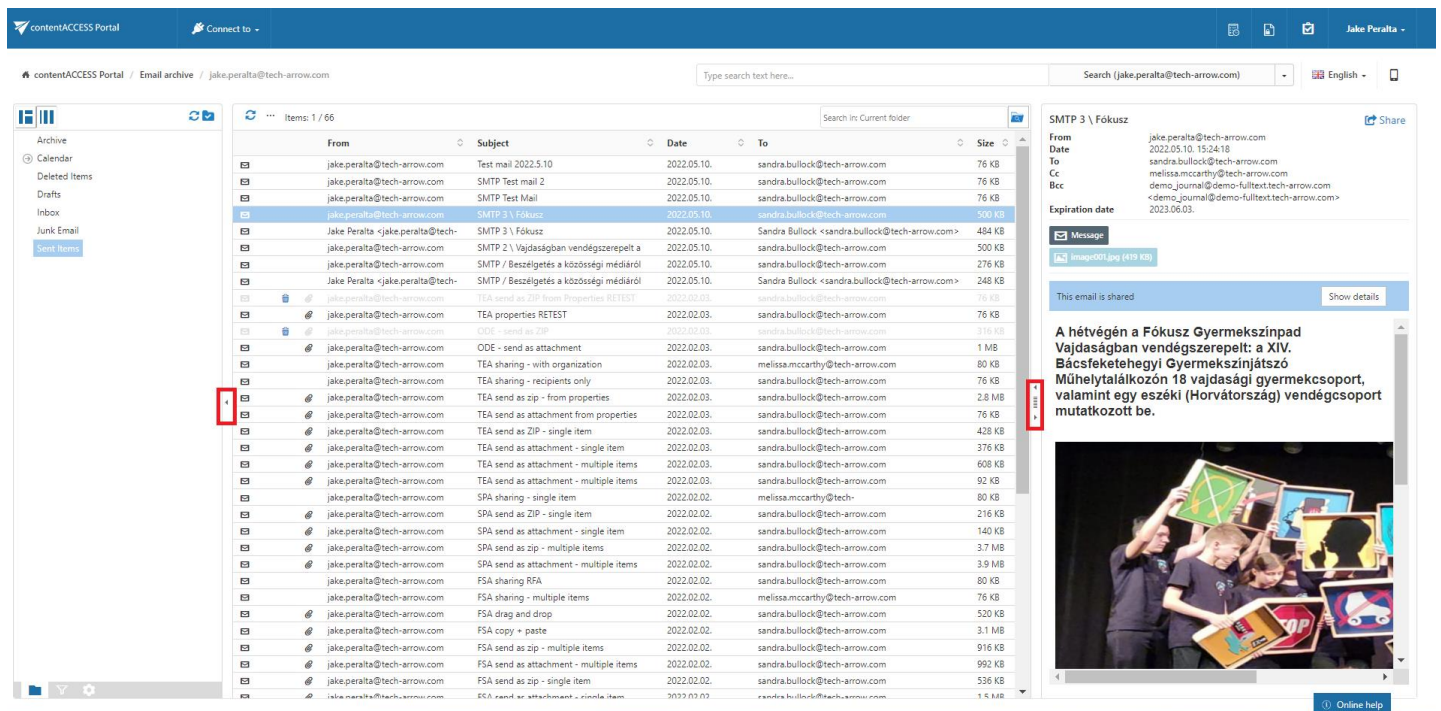 contentACCESS Portal
Connect to
Jake Peralta
contentACCESS Portal / Email archive / jake.peralta@tech-arrow.com
Type search text here...
Search (jake.peralta@tech-arrow.com)
English
Archive
Calendar
Deleted Items
Drafts
Inbox
Junk Email
Sent Items
Items: 1 / 66
Search in: Current folder
From Subject Date To Size
jake.peralta@tech-arrow.com Test mail 2022.5.10 2022.05.10. sandra.bullock@tech-arrow.com 76 KB
jake.peralta@tech-arrow.com SMTP Test mail 2 2022.05.10. sandra.bullock@tech-arrow.com 76 KB
jake.peralta@tech-arrow.com SMTP Test Mail 2022.05.10. sandra.bullock@tech-arrow.com 76 KB
jake.peralta@tech-arrow.com SMTP 3 \ Fókusz 2022.05.10. sandra.bullock@tech-arrow.com 500 KB
Jake Peralta <jake.peralta@tech- SMTP 3 \ Fókusz 2022.05.10. Sandra Bullock <sandra.bullock@tech-arrow.com> 484 KB
jake.peralta@tech-arrow.com SMTP 2 \ Vajdaságban vendégszerepelt a 2022.05.10. sandra.bullock@tech-arrow.com 500 KB
jake.peralta@tech-arrow.com SMTP / Beszélgetés a közösségi médiáról 2022.05.10. sandra.bullock@tech-arrow.com 276 KB
Jake Peralta <jake.peralta@tech- SMTP / Beszélgetés a közösségi médiáról 2022.05.10. Sandra Bullock <sandra.bullock@tech-arrow.com> 248 KB
jake.peralta@tech-arrow.com TEA send as ZIP from Properties RETEST 2022.02.03. sandra.bullock@tech-arrow.com 76 KB
jake.peralta@tech-arrow.com TEA properties RETEST 2022.02.03. sandra.bullock@tech-arrow.com 76 KB
jake.peralta@tech-arrow.com ODE - send as ZIP 2022.02.03. sandra.bullock@tech-arrow.com 316 KB
jake.peralta@tech-arrow.com ODE - send as attachment 2022.02.03. sandra.bullock@tech-arrow.com 1 MB
jake.peralta@tech-arrow.com TEA sharing - with organization 2022.02.03. melissa.mccarthy@tech-arrow.com 80 KB
jake.peralta@tech-arrow.com TEA sharing - recipients only 2022.02.03. sandra.bullock@tech-arrow.com 76 KB
jake.peralta@tech-arrow.com TEA send as zip - from properties 2022.02.03. sandra.bullock@tech-arrow.com 2.8 MB
jake.peralta@tech-arrow.com TEA send as attachment from properties 2022.02.03. sandra.bullock@tech-arrow.com 76 KB
jake.peralta@tech-arrow.com TEA send as ZIP - single item 2022.02.03. sandra.bullock@tech-arrow.com 428 KB
jake.peralta@tech-arrow.com TEA send as attachment - single item 2022.02.03. sandra.bullock@tech-arrow.com 376 KB
jake.peralta@tech-arrow.com TEA send as attachment - multiple items 2022.02.03. sandra.bullock@tech-arrow.com 608 KB
jake.peralta@tech-arrow.com TEA send as attachment - multiple items 2022.02.03. sandra.bullock@tech-arrow.com 92 KB
jake.peralta@tech-arrow.com SPA sharing - single item 2022.02.02. melissa.mccarthy@tech- 80 KB
jake.peralta@tech-arrow.com SPA send as ZIP - single item 2022.02.02. sandra.bullock@tech-arrow.com 216 KB
jake.peralta@tech-arrow.com SPA send as attachment - single item 2022.02.02. sandra.bullock@tech-arrow.com 140 KB
jake.peralta@tech-arrow.com SPA send as zip - multiple items 2022.02.02. sandra.bullock@tech-arrow.com 3.7 MB
jake.peralta@tech-arrow.com SPA send as attachment - multiple items 2022.02.02. sandra.bullock@tech-arrow.com 3.9 MB
jake.peralta@tech-arrow.com FSA sharing RFA 2022.02.02. sandra.bullock@tech-arrow.com 80 KB
jake.peralta@tech-arrow.com FSA sharing - multiple items 2022.02.02. melissa.mccarthy@tech-arrow.com 76 KB
jake.peralta@tech-arrow.com FSA drag and drop 2022.02.02. sandra.bullock@tech-arrow.com 520 KB
jake.peralta@tech-arrow.com FSA copy + paste 2022.02.02. sandra.bullock@tech-arrow.com 3.1 MB
jake.peralta@tech-arrow.com FSA send as zip - multiple items 2022.02.02. sandra.bullock@tech-arrow.com 916 KB
jake.peralta@tech-arrow.com FSA send as attachment - multiple items 2022.02.02. sandra.bullock@tech-arrow.com 992 KB
jake.peralta@tech-arrow.com FSA send as zip - single item 2022.02.02. sandra.bullock@tech-arrow.com 536 KB
jake.peralta@tech-arrow.com FSA send as attachment - single item 2022.02.02. sandra.bullock@tech-arrow.com 1.5 MB
SMTP 3 \ Fókusz
Share
From jake.peralta@tech-arrow.com
Date 2022.05.10. 15:24:18
To sandra.bullock@tech-arrow.com
Cc melissa.mccarthy@tech-arrow.com
Bcc demo_journal@demo-fulltext.tech-arrow.com
<demo_journal@demo-fulltext.tech-arrow.com>
Expiration date 2023.06.03.
Message
image001.jpg (419 KB)
This email is shared
Show details
A hétvégén a Fókusz Gyermekszínpad
Vajdaságban vendégszerepelt: a XIV.
Bácsfeketehegyi Gyermekszínjátszó
Műhelytalálkozón 18 vajdasági gyermekcsoport,
valamint egy eszéki (Horvátország) vendégcsoport
mutatkozott be.
TOP
Online help